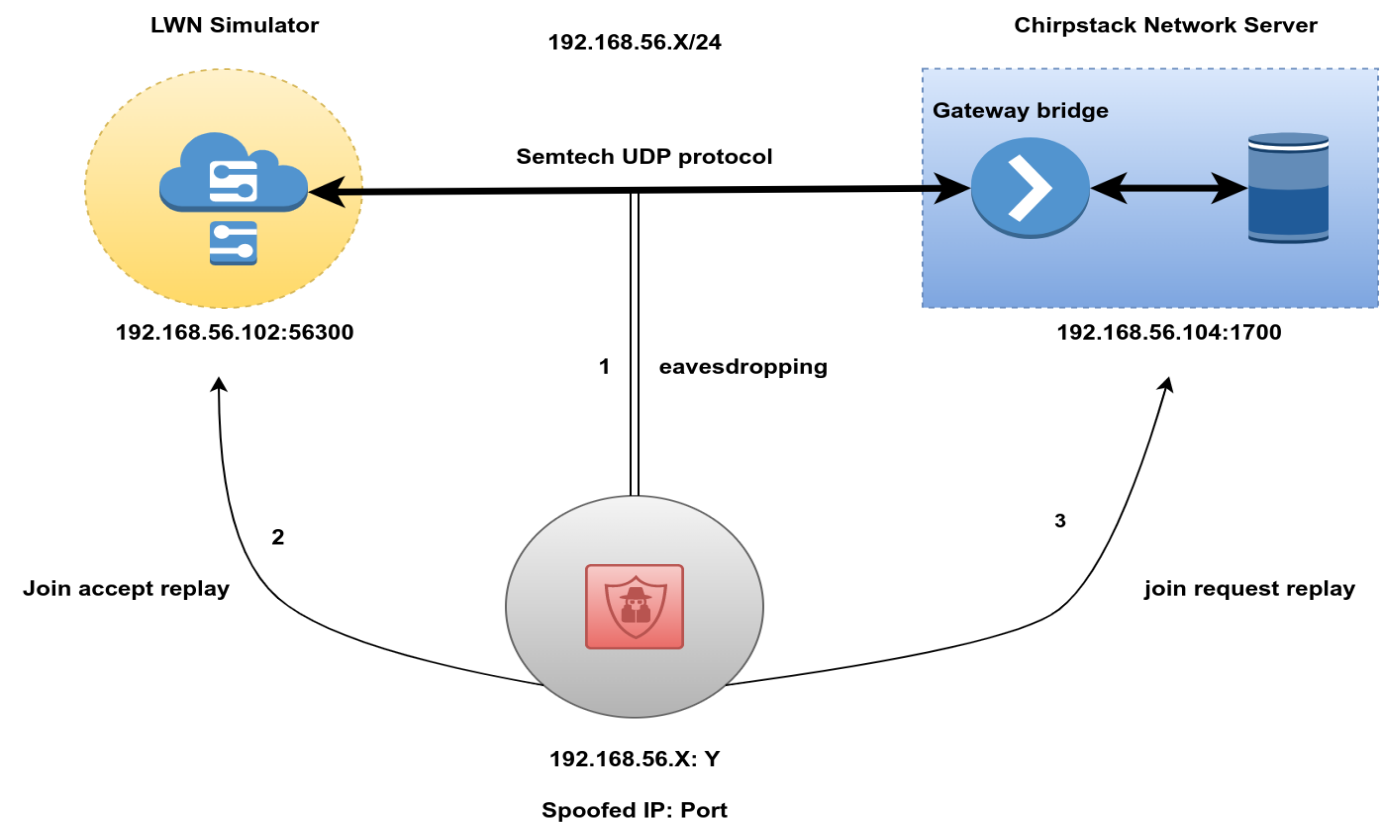 LWN Simulator
Chirpstack Network Server
192.168.56.X/24
Gateway bridge
Semtech UDP protocol
192.168.56.102:56300
192.168.56.104:1700
1
eavesdropping
2
3
Join accept replay
join request replay
192.168.56.X: Y
Spoofed IP: Port